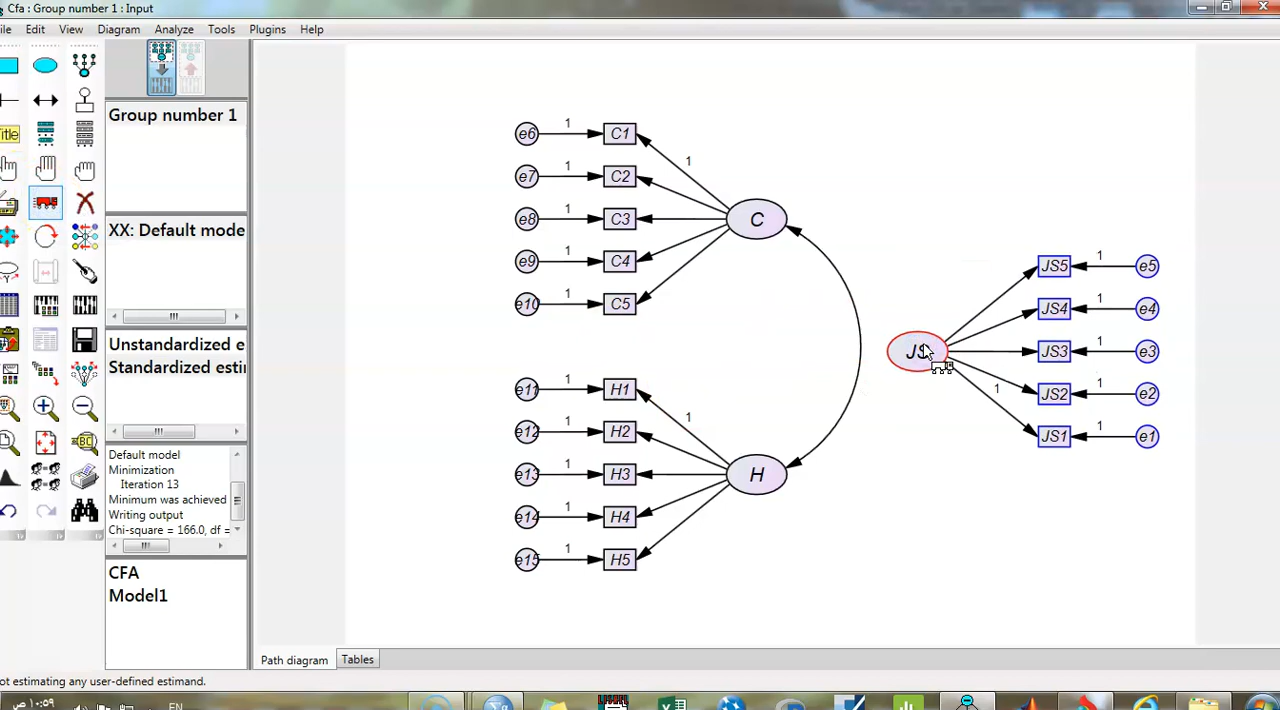 Cfa : Group number 1 : Input
ile Edit View Diagram Analyze Tools Plugins Help
Title
Group number 1
XX: Default mode
Unstandardized e
Standardized esti
Default model
Minimization
Iteration 13
Minimum was achieved
Writing output
Chi-square = 166.0, df =
CFA
Model1
e6 1 C1
1
e7 1 C2
e8 1 C3
C
e9 1 C4
e10 1 C5
e11 1 H1
1
e12 1 H2
e13 1 H3
H
e14 1 H4
e15 1 H5
JS
JS5 1 e5
JS4 1 e4
JS3 1 e3
JS2 1 e2
1
JS1 1 e1
ABC
Path diagram Tables
ot estimating any user-defined estimand.
ص ١٠:٥٩
EN